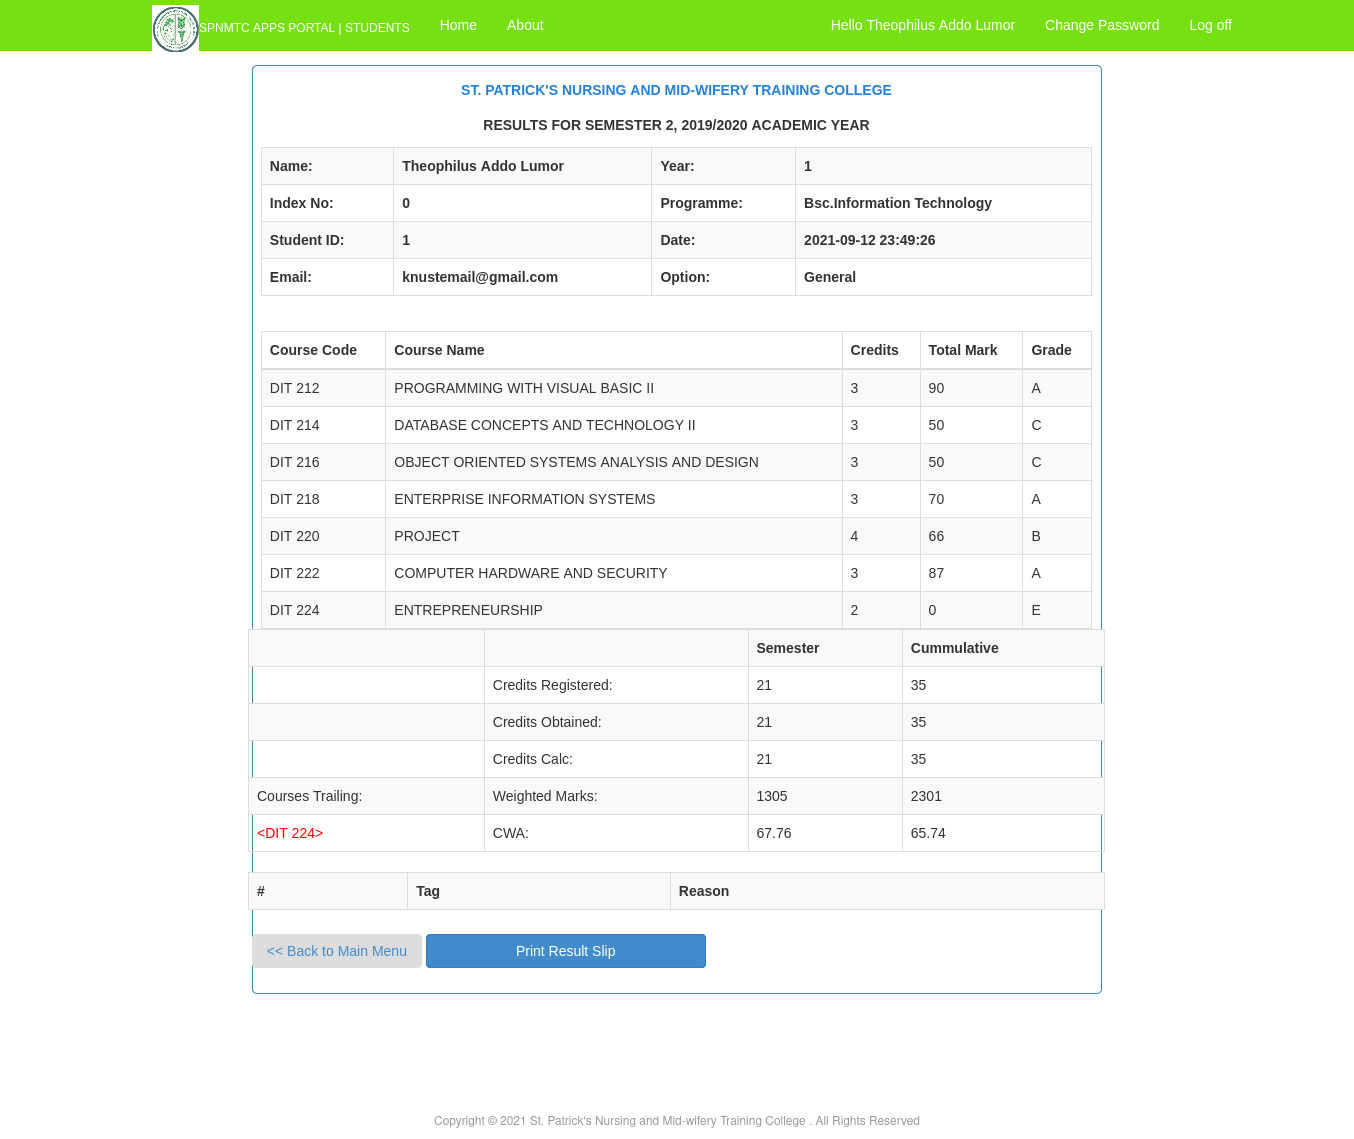 SPNMTC APPS PORTAL | STUDENTS Home About Hello Theophilus Addo Lumor Change Password Log off
ST. PATRICK'S NURSING AND MID-WIFERY TRAINING COLLEGE
RESULTS FOR SEMESTER 2, 2019/2020 ACADEMIC YEAR
Name: Theophilus Addo Lumor Year: 1
Index No: 0 Programme: Bsc.Information Technology
Student ID: 1 Date: 2021-09-12 23:49:26
Email: knustemail@gmail.com Option: General
Course Code Course Name Credits Total Mark Grade
DIT 212 PROGRAMMING WITH VISUAL BASIC II 3 90 A
DIT 214 DATABASE CONCEPTS AND TECHNOLOGY II 3 50 C
DIT 216 OBJECT ORIENTED SYSTEMS ANALYSIS AND DESIGN 3 50 C
DIT 218 ENTERPRISE INFORMATION SYSTEMS 3 70 A
DIT 220 PROJECT 4 66 B
DIT 222 COMPUTER HARDWARE AND SECURITY 3 87 A
DIT 224 ENTREPRENEURSHIP 2 0 E
Semester Cummulative
Credits Registered: 21 35
Credits Obtained: 21 35
Credits Calc: 21 35
Courses Trailing: Weighted Marks: 1305 2301
<DIT 224> CWA: 67.76 65.74
# Tag Reason
<< Back to Main Menu Print Result Slip
Copyright © 2021 St. Patrick's Nursing and Mid-wifery Training College . All Rights Reserved